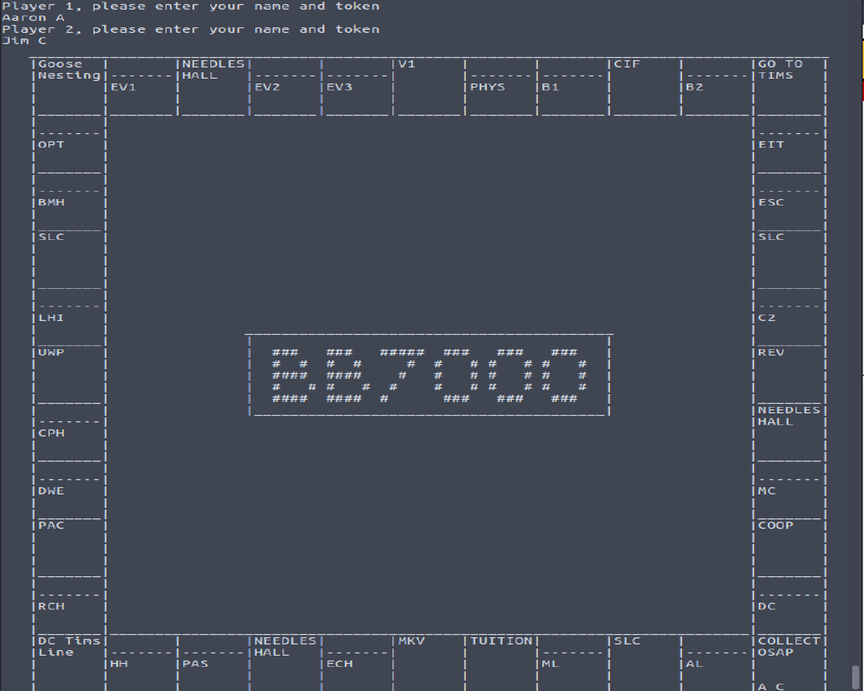 Player 1, please enter your name and token
Aaron A
Player 2, please enter your name and token
Jim C
Goose NEEDLES V1 CIF GO TO
Nesting HALL TIMS
EV1 EV2 EV3 PHYS B1 B2
OPT EIT
BMH ESC
SLC SLC
LHI C2
UWP REV
BB7000
NEEDLES
HALL
CPH
DWE MC
PAC COOP
RCH DC
DC Tims NEEDLES MKV TUITION SLC COLLECT
Line HALL OSAP
HH PAS ECH ML AL
A C